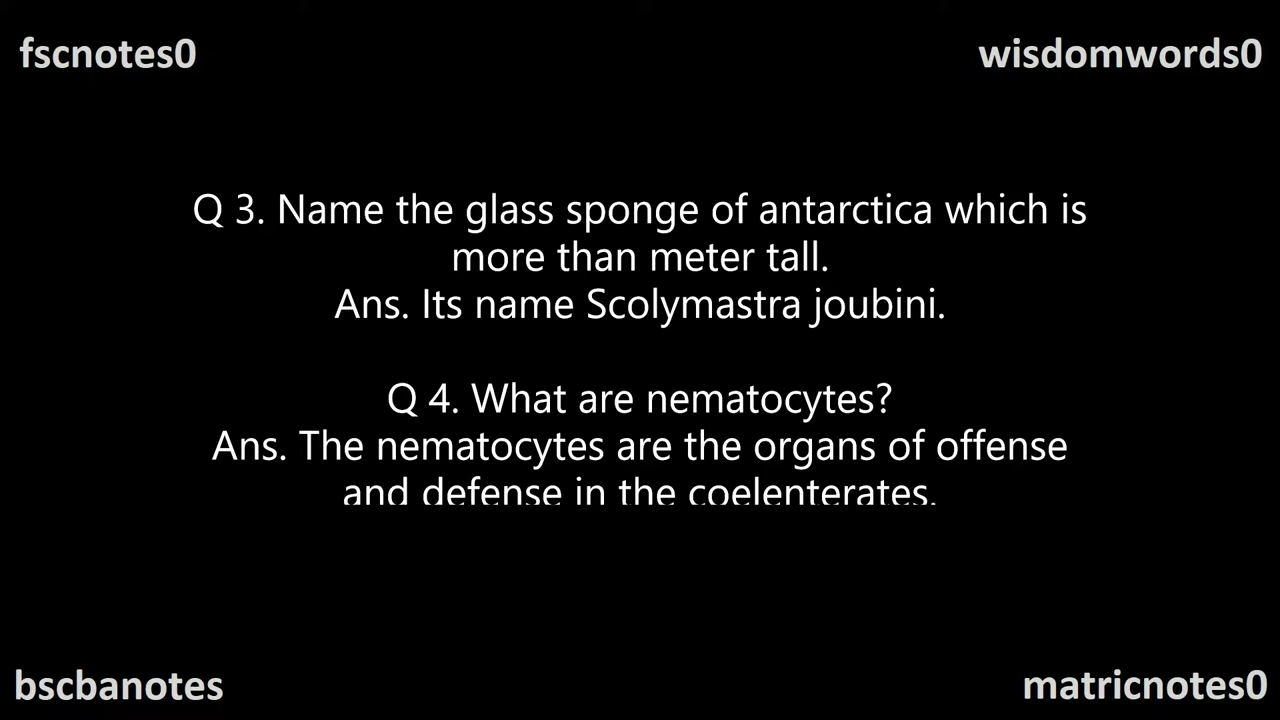 fscnotes0
wisdomwords0
Q 3. Name the glass sponge of antarctica which is
more than meter tall.
Ans. Its name Scolymastra joubini.
Q 4. What are nematocytes?
Ans. The nematocytes are the organs of offense
and defense in the coelenterates.
bscbanotes
matricnotes0